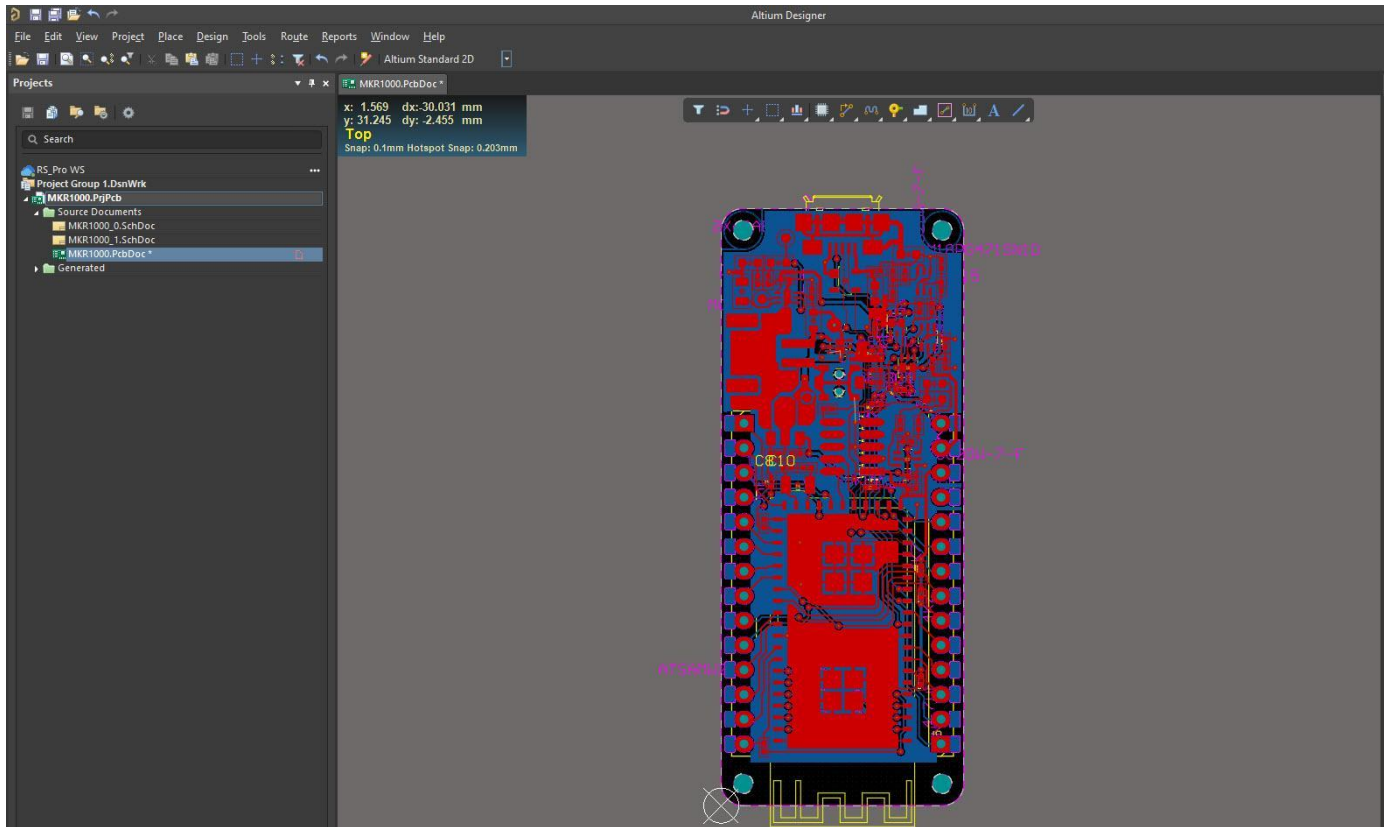 Altium Designer
File Edit View Project Place Design Tools Route Reports Window Help
Altium Standard 2D
Projects
MKR1000.PcbDoc *
x: 1.569 dx:-30.031 mm
y: 31.245 dy: -2.455 mm
Top
Snap: 0.1mm Hotspot Snap: 0.203mm
Search
RS_Pro WS
Project Group 1.DsnWrk
MKR1000.PrjPcb
Source Documents
MKR1000_0.SchDoc
MKR1000_1.SchDoc
MKR1000.PcbDoc *
Generated